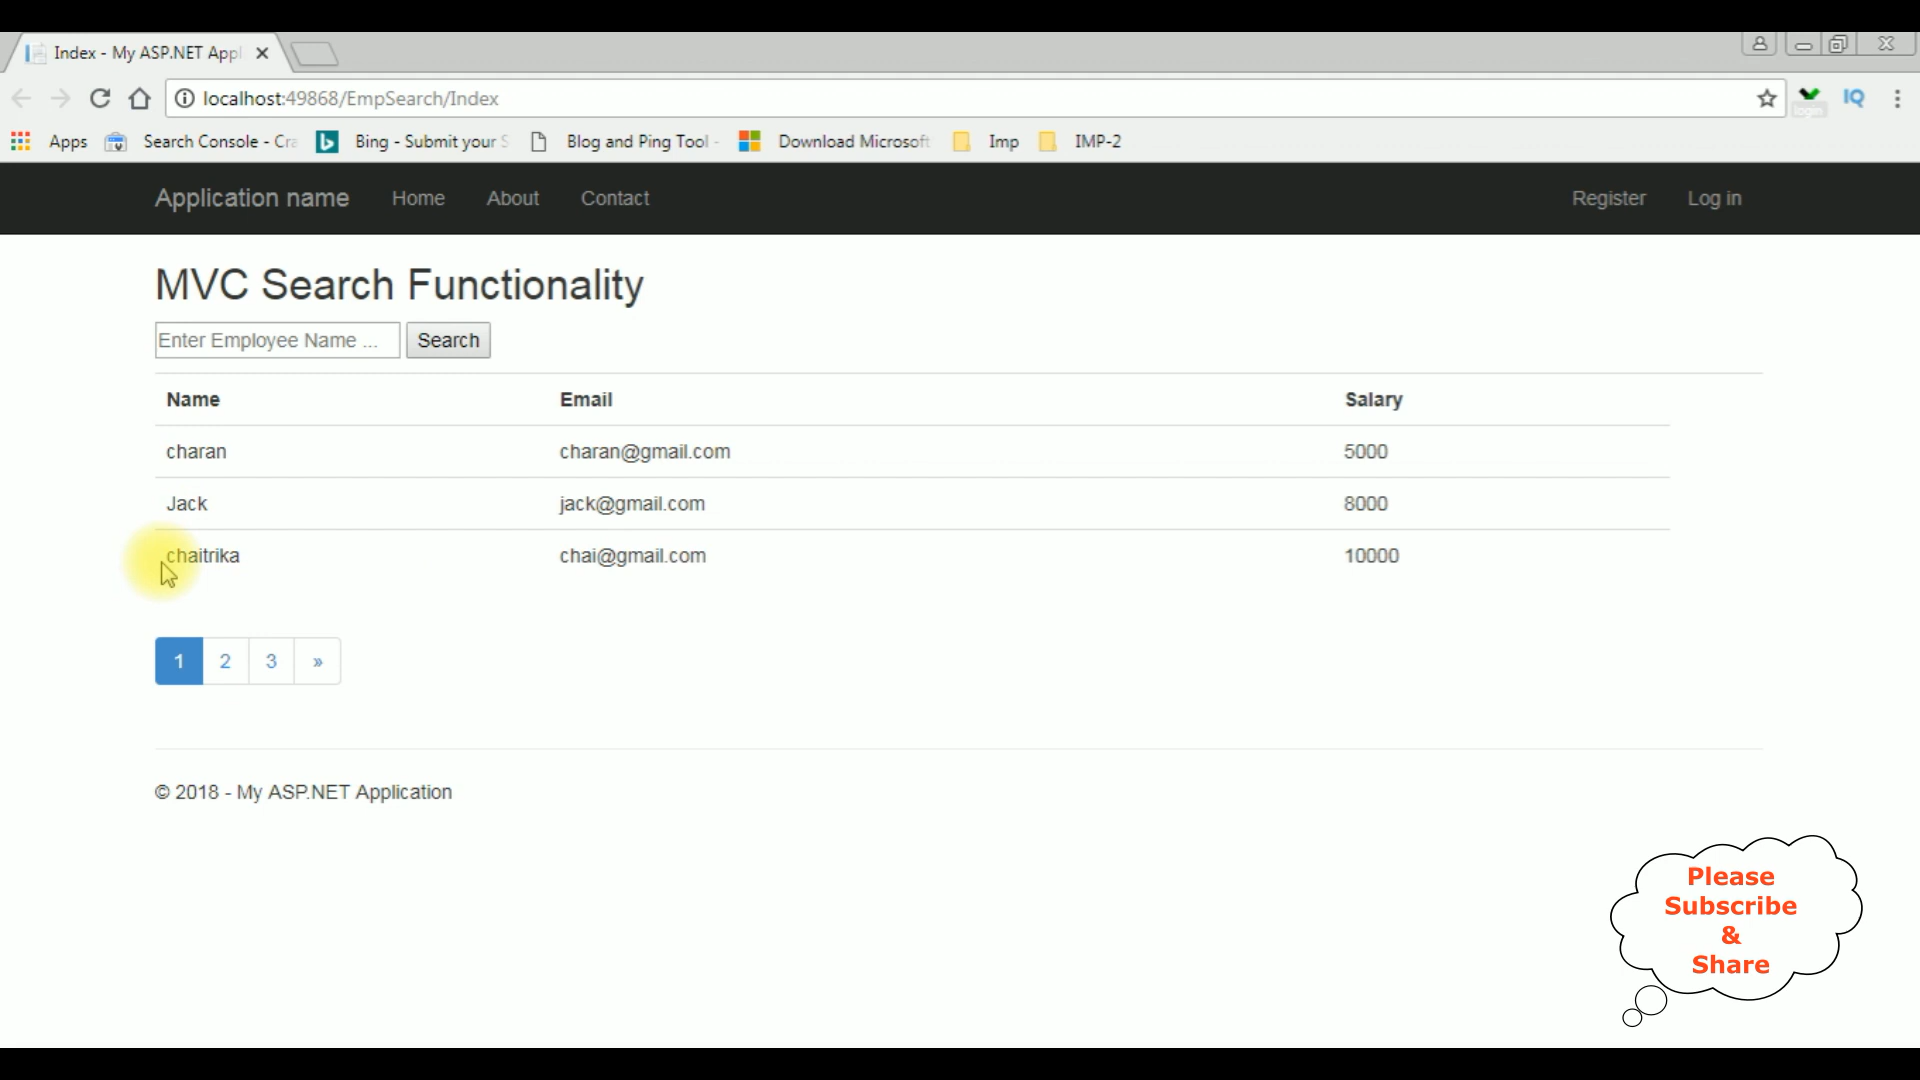 Index - My ASP.NET Appl
localhost:49868/EmpSearch/Index
IQ
Apps Search Console - Cra Bing - Submit your S Blog and Ping Tool - Download Microsoft Imp IMP-2
Application name Home About Contact Register Log in
MVC Search Functionality
Enter Employee Name ... Search
Name Email Salary
charan charan@gmail.com 5000
Jack jack@gmail.com 8000
chaitrika chai@gmail.com 10000
1 2 3 »
© 2018 - My ASP.NET Application
Please
Subscribe
&
Share